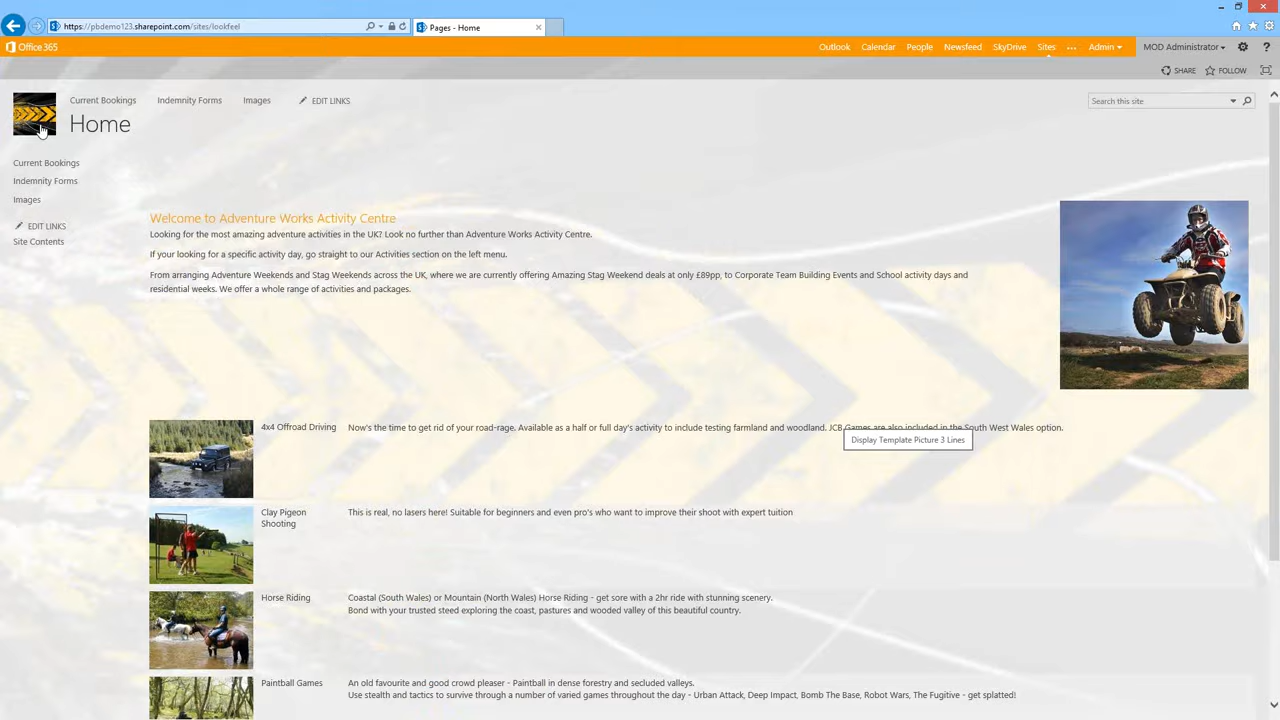 https://pbdemo123.sharepoint.com/sites/lookfeel
Pages - Home
Office 365
Outlook Calendar People Newsfeed SkyDrive Sites ... Admin
MOD Administrator
?
SHARE FOLLOW
Current Bookings Indemnity Forms Images EDIT LINKS
Search this site
Home
Current Bookings
Indemnity Forms
Images
EDIT LINKS
Site Contents
Welcome to Adventure Works Activity Centre
Looking for the most amazing adventure activities in the UK? Look no further than Adventure Works Activity Centre.
If your looking for a specific activity day, go straight to our Activities section on the left menu.
From arranging Adventure Weekends and Stag Weekends across the UK, where we are currently offering Amazing Stag Weekend deals at only £89pp, to Corporate Team Building Events and School activity days and
residential weeks. We offer a whole range of activities and packages.
4x4 Offroad Driving
Now's the time to get rid of your road-rage. Available as a half or full day's activity to include testing farmland and woodland. JCB Games are also included in the South West Wales option.
Display Template Picture 3 Lines
Clay Pigeon
Shooting
This is real, no lasers here! Suitable for beginners and even pro's who want to improve their shoot with expert tuition
Horse Riding
Coastal (South Wales) or Mountain (North Wales) Horse Riding - get sore with a 2hr ride with stunning scenery.
Bond with your trusted steed exploring the coast, pastures and wooded valley of this beautiful country.
Paintball Games
An old favourite and good crowd pleaser - Paintball in dense forestry and secluded valleys.
Use stealth and tactics to survive through a number of varied games throughout the day - Urban Attack, Deep Impact, Bomb The Base, Robot Wars, The Fugitive - get splatted!